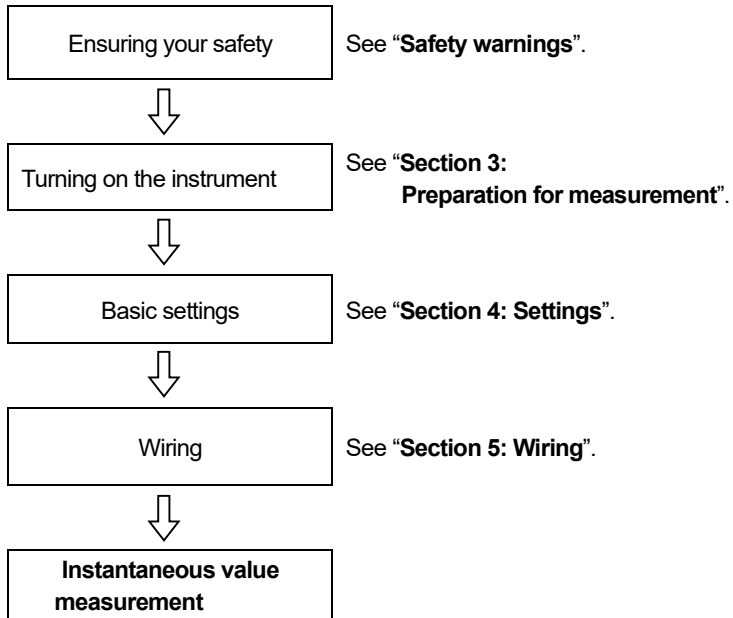 Ensuring your safety
See “Safety warnings”.
Turning on the instrument
See “Section 3:
Preparation for measurement”.
Basic settings
See “Section 4: Settings”.
Wiring
See “Section 5: Wiring”.
Instantaneous value
measurement